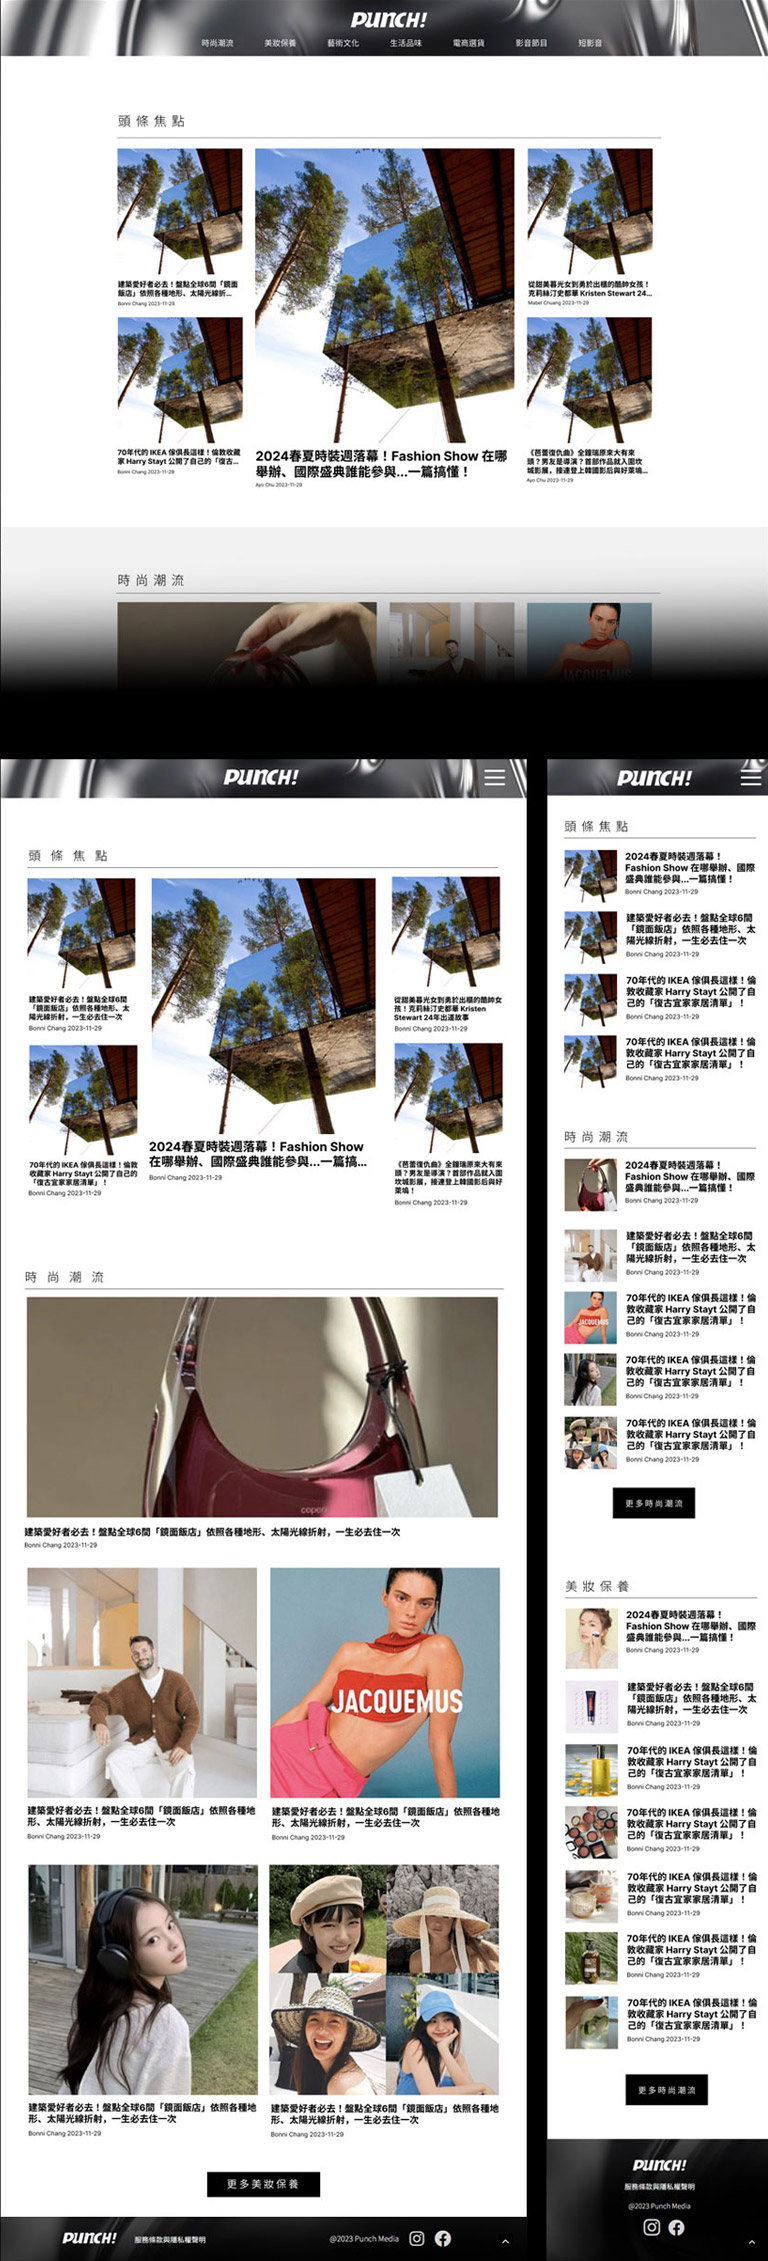 PUNCH!
時尚潮流 美妝保養 藝術文化 生活品味 電商選貨 影音節目 短影音
頭條焦點
建築愛好者必去！盤點全球6間「鏡面
飯店」依照各種地形、太陽光線折...
Bonni Chang 2023-11-29
70年代的 IKEA 傢俱長這樣！倫敦收藏
家 Harry Stayt 公開了自己的「復古...
Bonni Chang 2023-11-29
2024春夏時裝週落幕！Fashion Show 在哪
舉辦、國際盛典誰能參與...一篇搞懂！
Ayo Chu 2023-11-29
從甜美暮光女到勇於出櫃的酷帥女孩！
克莉絲汀史都華 Kristen Stewart 24...
Mabel Chuang 2023-11-29
《芭蕾復仇曲》全鐘瑞原來大有來
頭？男友是導演？首部作品就入圍坎
城影展，接連登上韓國影后與好萊塢...
Ayo Chu 2023-11-29
時尚潮流
JACQUEMUS
PUNCH!
頭條焦點
建築愛好者必去！盤點全球6間
「鏡面飯店」依照各種地形、太
陽光線折射，一生必去住一次
Bonni Chang 2023-11-29
70年代的 IKEA 傢俱長這樣！倫敦
收藏家 Harry Stayt 公開了自己的
「復古宜家家居清單」！
Bonni Chang 2023-11-29
2024春夏時裝週落幕！Fashion Show
在哪舉辦、國際盛典誰能參與...一篇搞...
Bonni Chang 2023-11-29
從甜美暮光女到勇於出櫃的酷帥女
孩！克莉絲汀史都華 Kristen
Stewart 24年出道故事
Bonni Chang 2023-11-29
《芭蕾復仇曲》全鐘瑞原來大有來
頭？男友是導演？首部作品就入圍
坎城影展，接連登上韓國影后與好
萊塢！
Bonni Chang 2023-11-29
時尚潮流
coperni
建築愛好者必去！盤點全球6間「鏡面飯店」依照各種地形、太陽光線折射，一生必去住一次
Bonni Chang 2023-11-29
JACQUEMUS
建築愛好者必去！盤點全球6間「鏡面飯店」依照各種地
形、太陽光線折射，一生必去住一次
Bonni Chang 2023-11-29
建築愛好者必去！盤點全球6間「鏡面飯店」依照各種地
形、太陽光線折射，一生必去住一次
Bonni Chang 2023-11-29
建築愛好者必去！盤點全球6間「鏡面飯店」依照各種地
形、太陽光線折射，一生必去住一次
Bonni Chang 2023-11-29
建築愛好者必去！盤點全球6間「鏡面飯店」依照各種地
形、太陽光線折射，一生必去住一次
Bonni Chang 2023-11-29
更多美妝保養
PUNCH! 服務條款與隱私權聲明 @2023 Punch Media
PUNCH!
頭條焦點
2024春夏時裝週落幕！
Fashion Show 在哪舉辦、國際
盛典誰能參與...一篇搞懂！
Bonni Chang 2023-11-29
建築愛好者必去！盤點全球6間
「鏡面飯店」依照各種地形、太
陽光線折射，一生必去住一次
Bonni Chang 2023-11-29
70年代的 IKEA 傢俱長這樣！倫
敦收藏家 Harry Stayt 公開了自
己的「復古宜家家居清單」！
Bonni Chang 2023-11-29
70年代的 IKEA 傢俱長這樣！倫
敦收藏家 Harry Stayt 公開了自
己的「復古宜家家居清單」！
Bonni Chang 2023-11-29
時尚潮流
2024春夏時裝週落幕！
Fashion Show 在哪舉辦、國際
盛典誰能參與...一篇搞懂！
Bonni Chang 2023-11-29
建築愛好者必去！盤點全球6間
「鏡面飯店」依照各種地形、太
陽光線折射，一生必去住一次
Bonni Chang 2023-11-29
JACQUEMUS
70年代的 IKEA 傢俱長這樣！倫
敦收藏家 Harry Stayt 公開了自
己的「復古宜家家居清單」！
Bonni Chang 2023-11-29
70年代的 IKEA 傢俱長這樣！倫
敦收藏家 Harry Stayt 公開了自
己的「復古宜家家居清單」！
Bonni Chang 2023-11-29
70年代的 IKEA 傢俱長這樣！倫
敦收藏家 Harry Stayt 公開了自
己的「復古宜家家居清單」！
Bonni Chang 2023-11-29
更多時尚潮流
美妝保養
2024春夏時裝週落幕！
Fashion Show 在哪舉辦、國際
盛典誰能參與...一篇搞懂！
Bonni Chang 2023-11-29
建築愛好者必去！盤點全球6間
「鏡面飯店」依照各種地形、太
陽光線折射，一生必去住一次
Bonni Chang 2023-11-29
70年代的 IKEA 傢俱長這樣！倫
敦收藏家 Harry Stayt 公開了自
己的「復古宜家家居清單」！
Bonni Chang 2023-11-29
70年代的 IKEA 傢俱長這樣！倫
敦收藏家 Harry Stayt 公開了自
己的「復古宜家家居清單」！
Bonni Chang 2023-11-29
70年代的 IKEA 傢俱長這樣！倫
敦收藏家 Harry Stayt 公開了自
己的「復古宜家家居清單」！
Bonni Chang 2023-11-29
70年代的 IKEA 傢俱長這樣！倫
敦收藏家 Harry Stayt 公開了自
己的「復古宜家家居清單」！
Bonni Chang 2023-11-29
70年代的 IKEA 傢俱長這樣！倫
敦收藏家 Harry Stayt 公開了自
己的「復古宜家家居清單」！
Bonni Chang 2023-11-29
更多時尚潮流
PUNCH!
服務條款與隱私權聲明
@2023 Punch Media